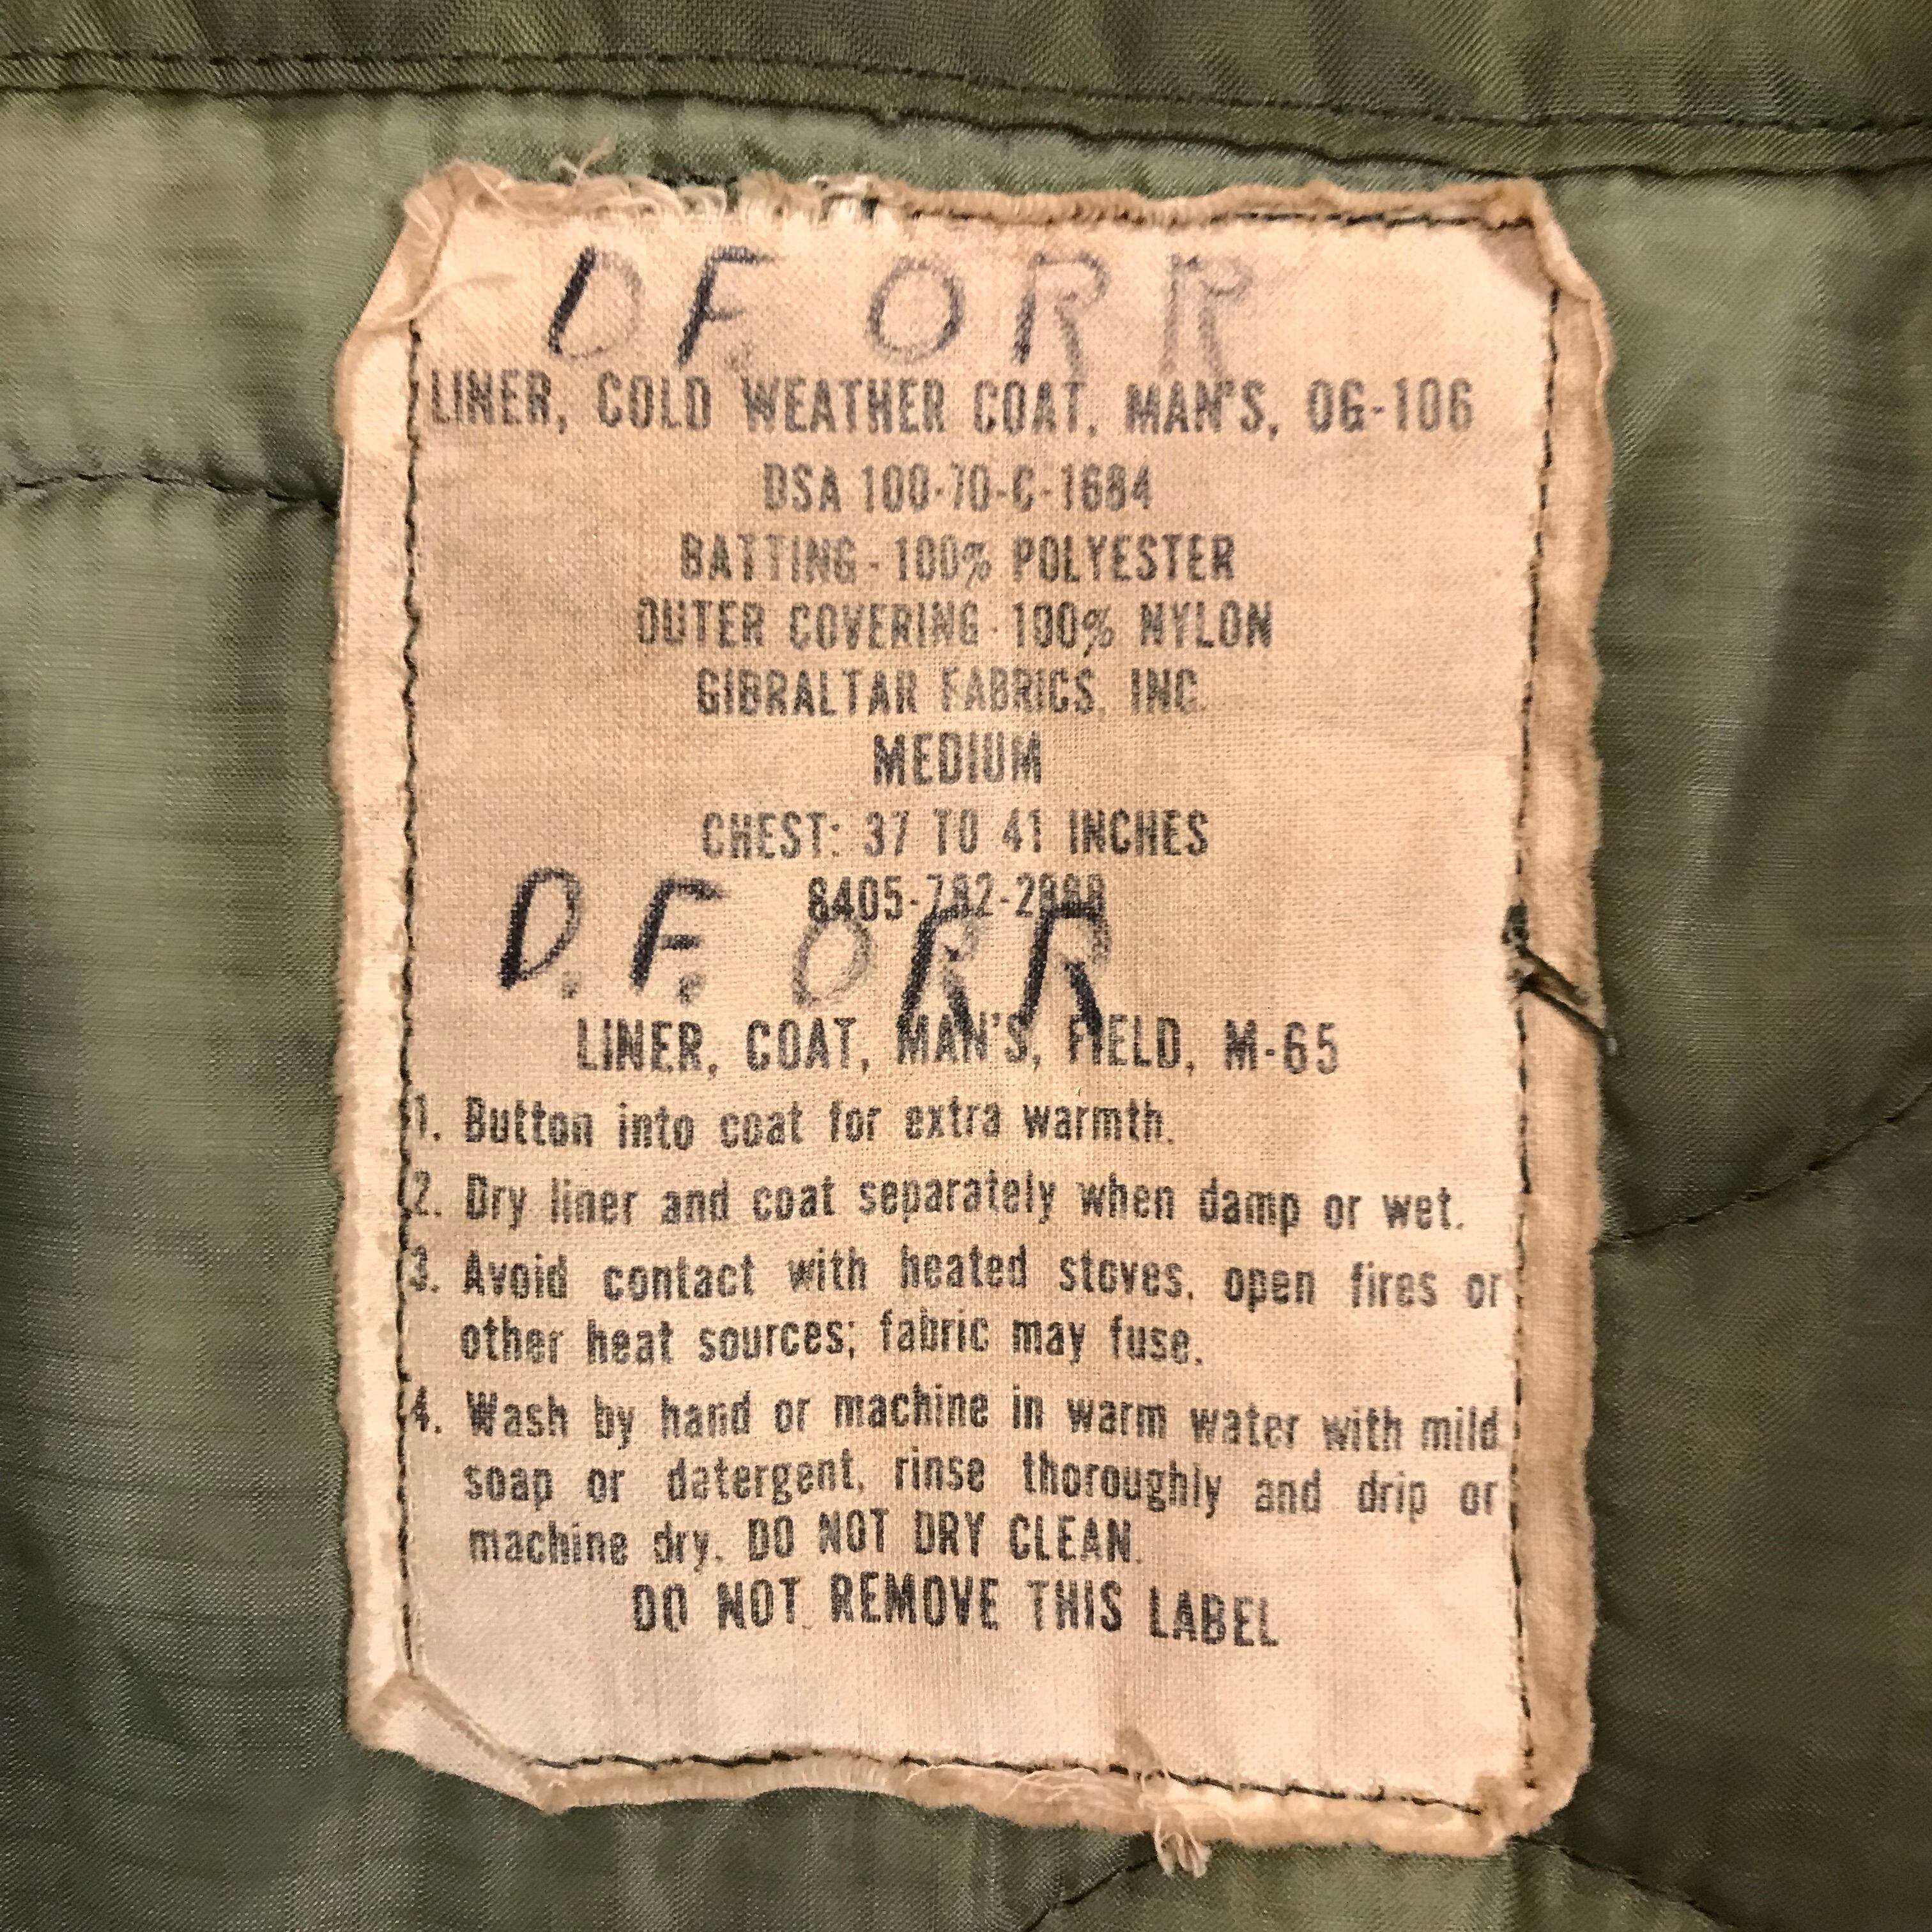 DF ORR
LINER, COLD WEATHER COAT, MAN'S, OG-106
DSA 100-70-C-1684
BATTING - 100% POLYESTER
OUTER COVERING - 100% NYLON
GIBRALTAR FABRICS, INC.
MEDIUM
CHEST: 37 TO 41 INCHES
8405-782-2888
D.F. ORR
LINER, COAT, MAN'S, FIELD, M-65
1. Button into coat for extra warmth.
2. Dry liner and coat separately when damp or wet.
3. Avoid contact with heated stoves, open fires or
other heat sources; fabric may fuse.
4. Wash by hand or machine in warm water with mild
soap or detergent, rinse thoroughly and drip or
machine dry. DO NOT DRY CLEAN.
DO NOT REMOVE THIS LABEL